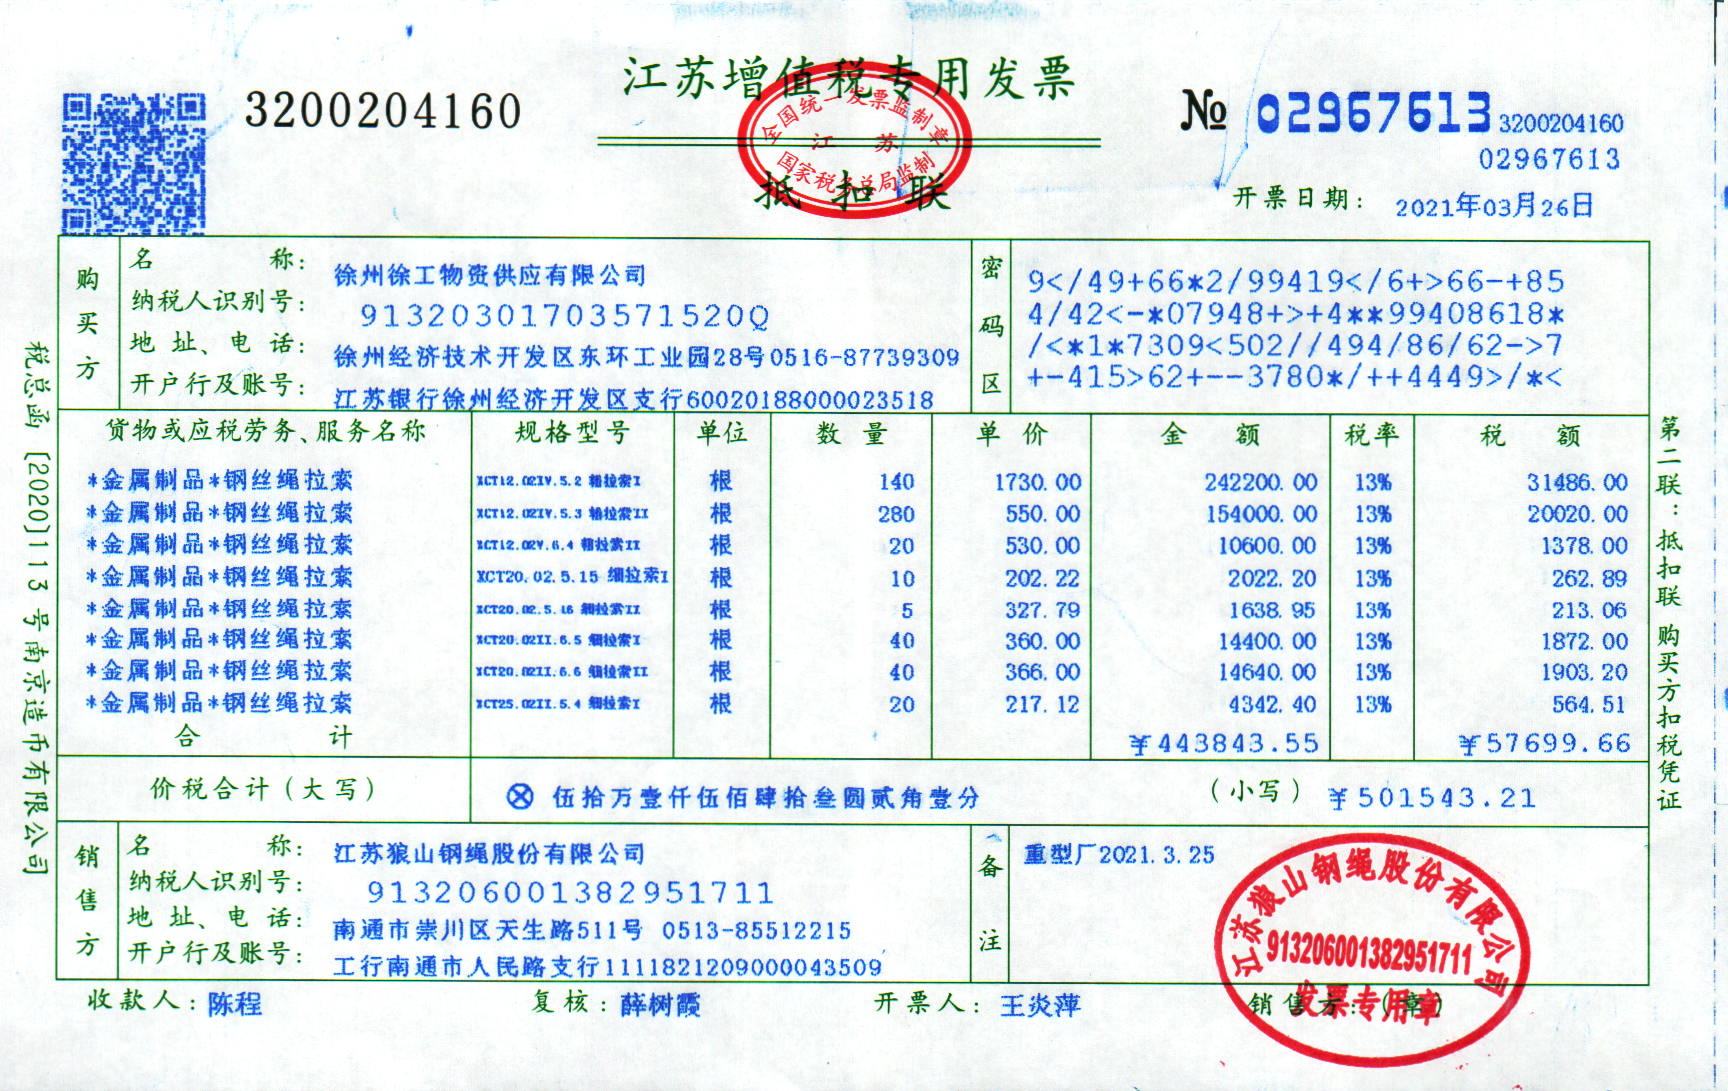 江苏增值税专用发票
3200204160
№ 02967613
3200204160
02967613
全国统一发票监制章
江 苏
国家税务总局监制
抵扣联
开票日期: 2021年03月26日
购买方
名 称: 徐州徐工物资供应有限公司
纳税人识别号: 91320301703571520Q
地 址、电 话: 徐州经济技术开发区东环工业园28号0516-87739309
开户行及账号: 江苏银行徐州经济开发区支行60020188000023518
密码区
9</49+66*2/99419</6+>66-+85
4/42<-*07948+>+4**99408618*
/<*1*7309<502//494/86/62->7
+-415>62+--3780*/++4449>/*<
货物或应税劳务、服务名称 规格型号 单位 数 量 单 价 金 额 税率 税 额
*金属制品*钢丝绳拉索 XCT12.02IV.5.2 粗拉索I 根 140 1730.00 242200.00 13% 31486.00
*金属制品*钢丝绳拉索 XCT12.02IV.5.3 粗拉索II 根 280 550.00 154000.00 13% 20020.00
*金属制品*钢丝绳拉索 XCT12.02V.6.4 粗拉索II 根 20 530.00 10600.00 13% 1378.00
*金属制品*钢丝绳拉索 XCT20.02.5.15 细拉索I 根 10 202.22 2022.20 13% 262.89
*金属制品*钢丝绳拉索 XCT20.02.5.16 细拉索II 根 5 327.79 1638.95 13% 213.06
*金属制品*钢丝绳拉索 XCT20.02II.6.5 细拉索I 根 40 360.00 14400.00 13% 1872.00
*金属制品*钢丝绳拉索 XCT20.02II.6.6 细拉索II 根 40 366.00 14640.00 13% 1903.20
*金属制品*钢丝绳拉索 XCT25.02II.5.4 细拉索I 根 20 217.12 4342.40 13% 564.51
合 计 ¥443843.55 ¥57699.66
价税合计(大写) ⊗ 伍拾万壹仟伍佰肆拾叁圆贰角壹分 (小写) ¥501543.21
销售方
名 称: 江苏狼山钢绳股份有限公司
纳税人识别号: 913206001382951711
地 址、电 话: 南通市崇川区天生路511号 0513-85512215
开户行及账号: 工行南通市人民路支行1111821209000043509
备注
重型厂2021.3.25
江苏狼山钢绳股份有限公司
913206001382951711
发票专用章
收款人: 陈程 复核: 薛树霞 开票人: 王炎萍 销售方:(章)
税总函〔2020〕113号南京造币有限公司
第二联:抵扣联 购买方扣税凭证